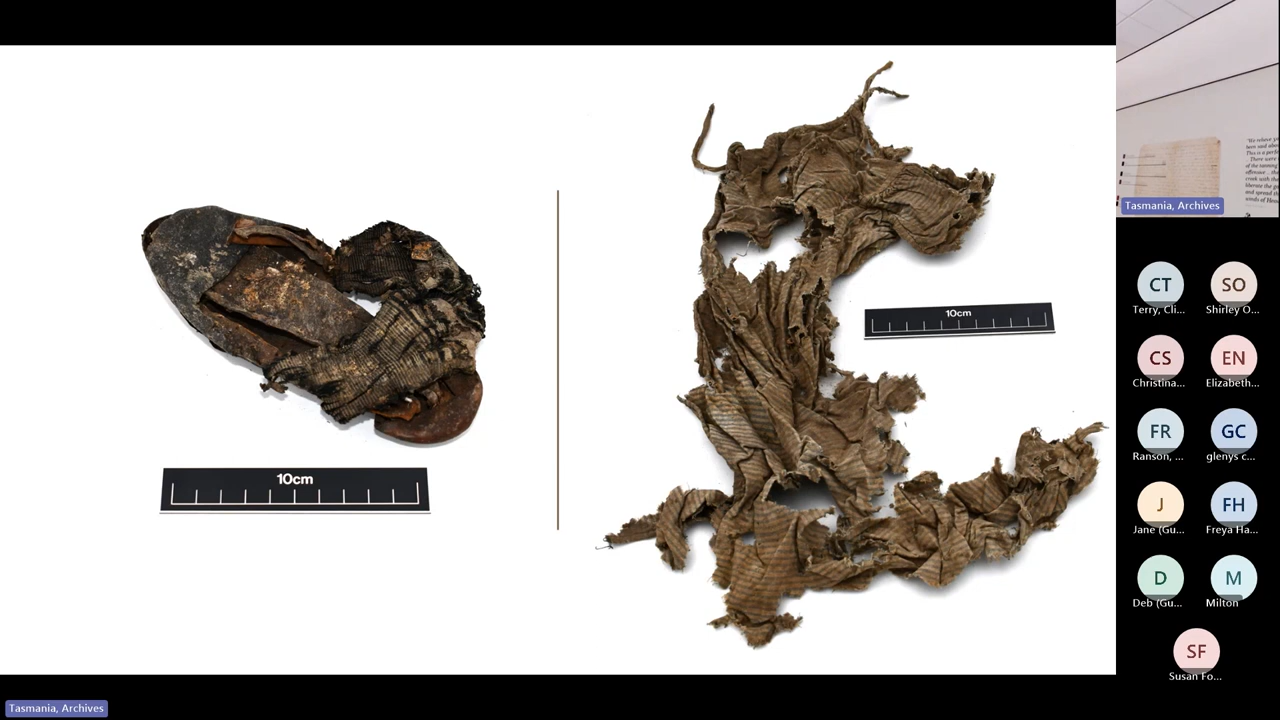 10cm
10cm
Tasmania, Archives
CT
Terry, Cli...
SO
Shirley O...
CS
Christina...
EN
Elizabeth...
FR
Ranson, ...
GC
glenys c...
J
Jane (Gu...
FH
Freya Ha...
D
Deb (Gu...
M
Milton
SF
Susan Fo...
Tasmania, Archives